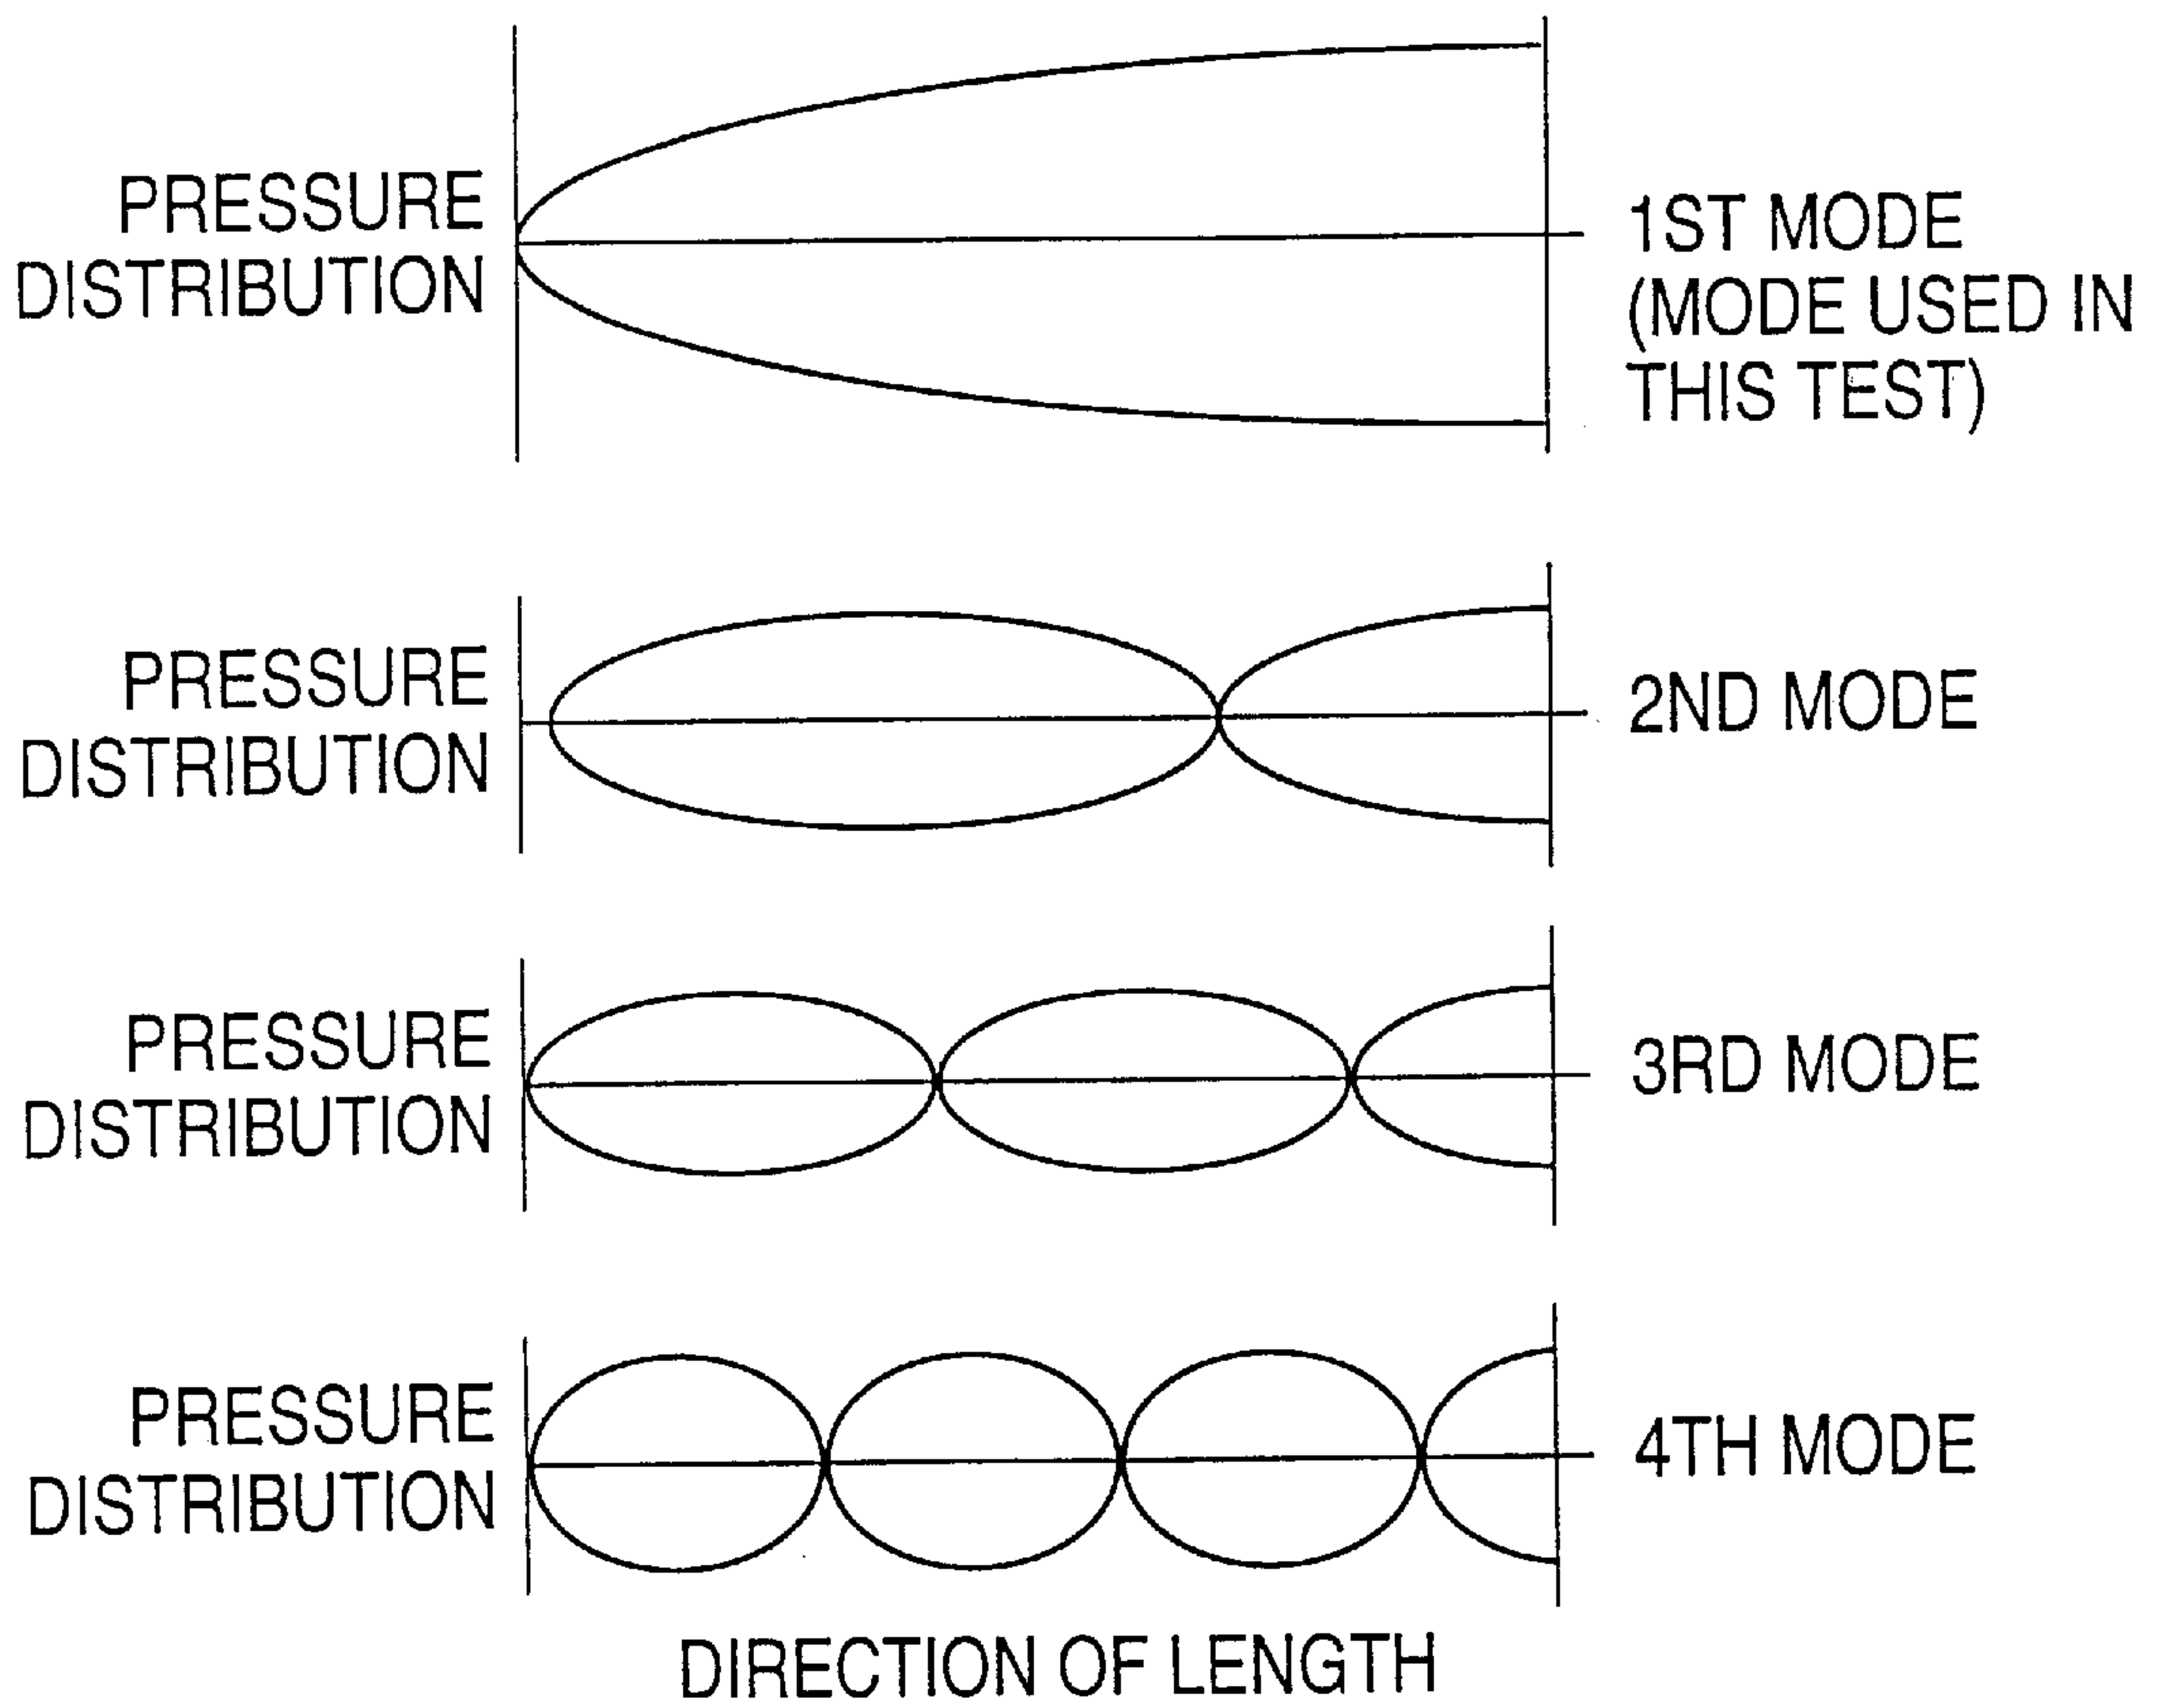 PRESSURE
DISTRIBUTION
1ST MODE
(MODE USED IN
THIS TEST)
PRESSURE
DISTRIBUTION
2ND MODE
PRESSURE
DISTRIBUTION
3RD MODE
PRESSURE
DISTRIBUTION
4TH MODE
DIRECTION OF LENGTH